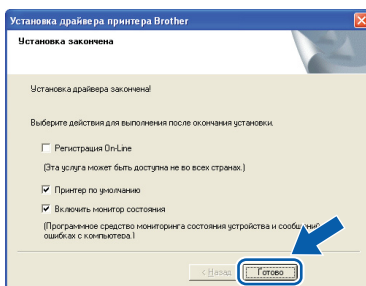 Установка драйвера принтера Brother
Установка закончена
Установка драйвера закончена!
Выберите действия для выполнения после окончания установки.
Регистрация On-Line
(Эта услуга может быть доступна не во всех странах.)
Принтер по умолчанию
Включить монитор состояния
(Программное средство мониторинга состояния устройства и
ошибках с компьютера.)
< Назад
Готово